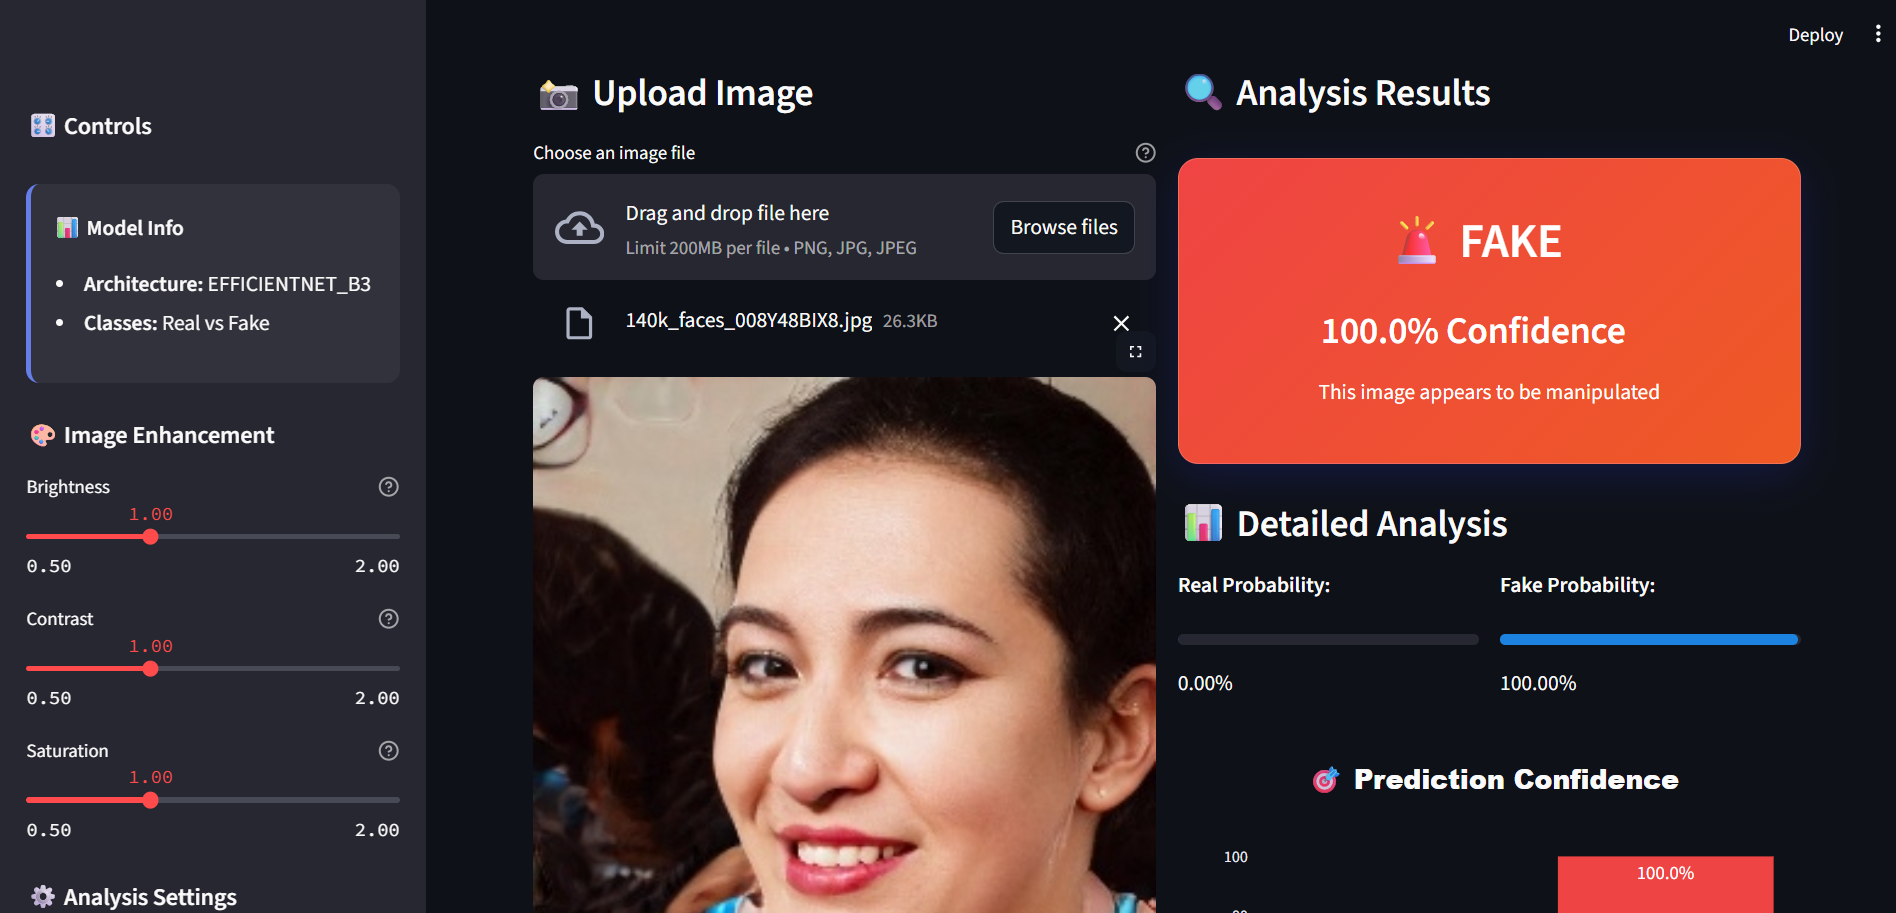 Deploy
Controls
Model Info
• Architecture: EFFICIENTNET_B3
• Classes: Real vs Fake
Image Enhancement
Brightness
1.00
0.50 2.00
Contrast
1.00
0.50 2.00
Saturation
1.00
0.50 2.00
Analysis Settings
Upload Image
Choose an image file
Drag and drop file here
Limit 200MB per file • PNG, JPG, JPEG
Browse files
140k_faces_008Y48BIX8.jpg 26.3KB
Analysis Results
FAKE
100.0% Confidence
This image appears to be manipulated
Detailed Analysis
Real Probability: Fake Probability:
0.00% 100.00%
Prediction Confidence
100
100.0%